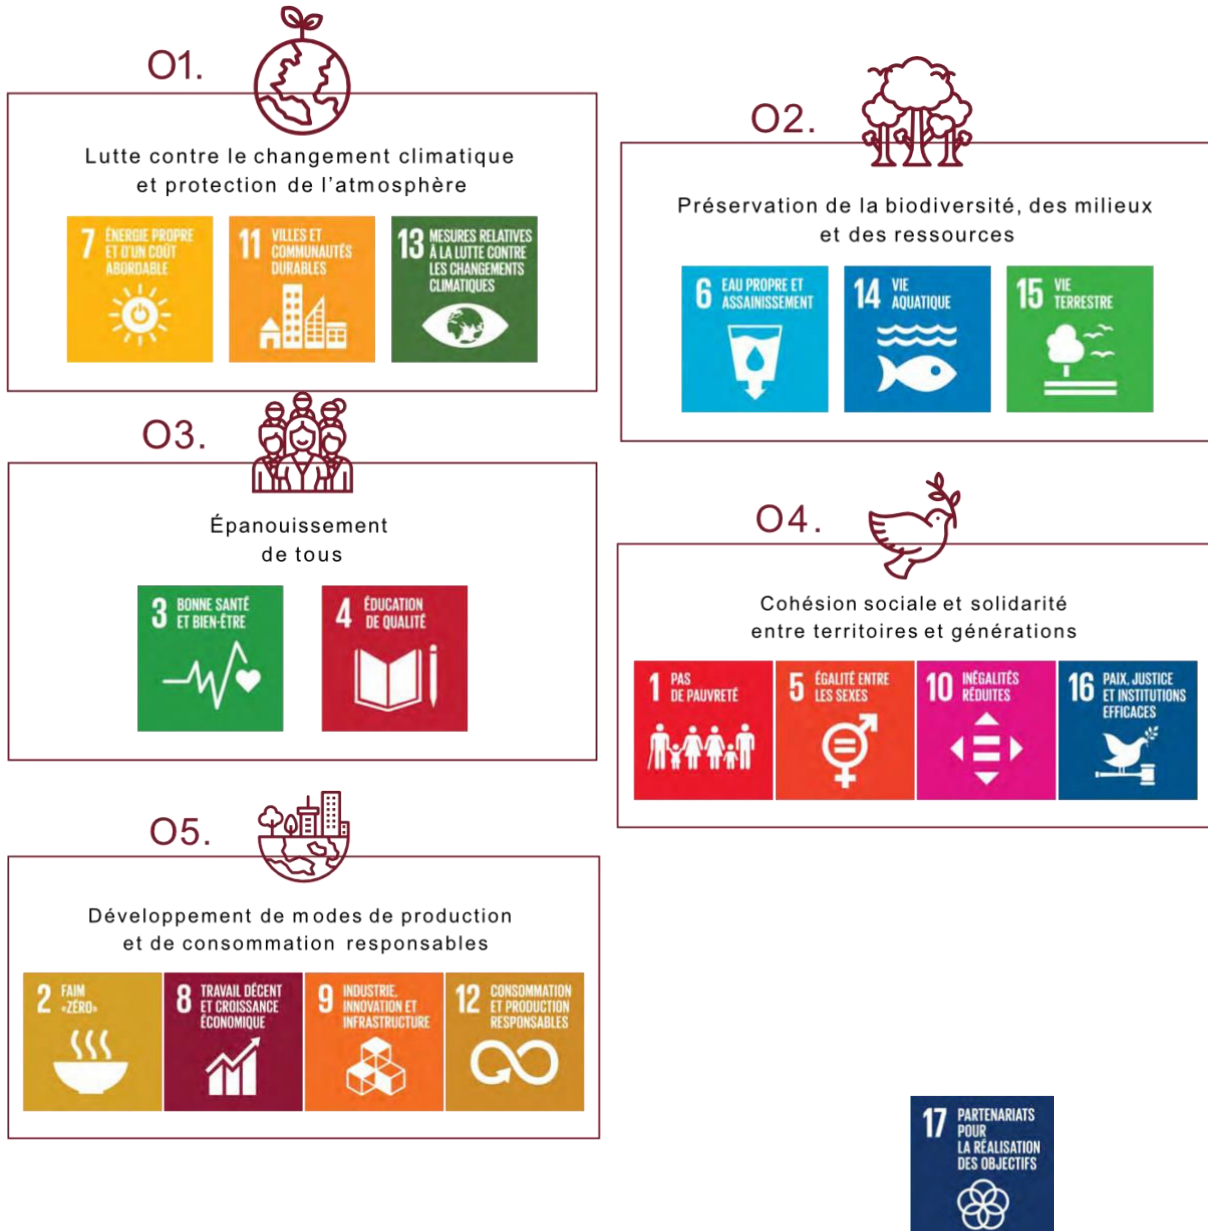 O1.
Lutte contre le changement climatique
et protection de l'atmosphère
7 ÉNERGIE PROPRE
ET D'UN COÛT
ABORDABLE
11 VILLES ET
COMMUNAUTÉS
DURABLES
13 MESURES RELATIVES
À LA LUTTE CONTRE
LES CHANGEMENTS
CLIMATIQUES
O2.
Préservation de la biodiversité, des milieux
et des ressources
6 EAU PROPRE ET
ASSAINISSEMENT
14 VIE
AQUATIQUE
15 VIE
TERRESTRE
O3.
Épanouissement
de tous
3 BONNE SANTÉ
ET BIEN-ÊTRE
4 ÉDUCATION
DE QUALITÉ
O4.
Cohésion sociale et solidarité
entre territoires et générations
1 PAS
DE PAUVRETÉ
5 ÉGALITÉ ENTRE
LES SEXES
10 INÉGALITÉS
RÉDUITES
16 PAIX, JUSTICE
ET INSTITUTIONS
EFFICACES
O5.
Développement de modes de production
et de consommation responsables
2 FAIM
«ZÉRO»
8 TRAVAIL DÉCENT
ET CROISSANCE
ÉCONOMIQUE
9 INDUSTRIE,
INNOVATION ET
INFRASTRUCTURE
12 CONSOMMATION
ET PRODUCTION
RESPONSABLES
17 PARTENARIATS
POUR
LA RÉALISATION
DES OBJECTIFS